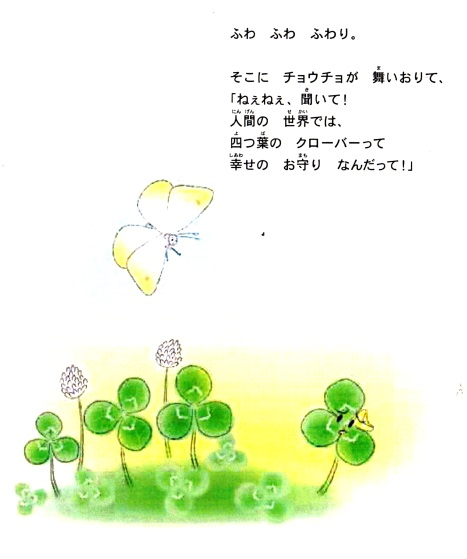 ふわ　ふわ　ふわり。
そこに　チョウチョが　舞いおりて、
「ねぇねぇ、聞いて！
人間の　世界では、
四つ葉の　クローバーって
幸せの　お守り　なんだって！」